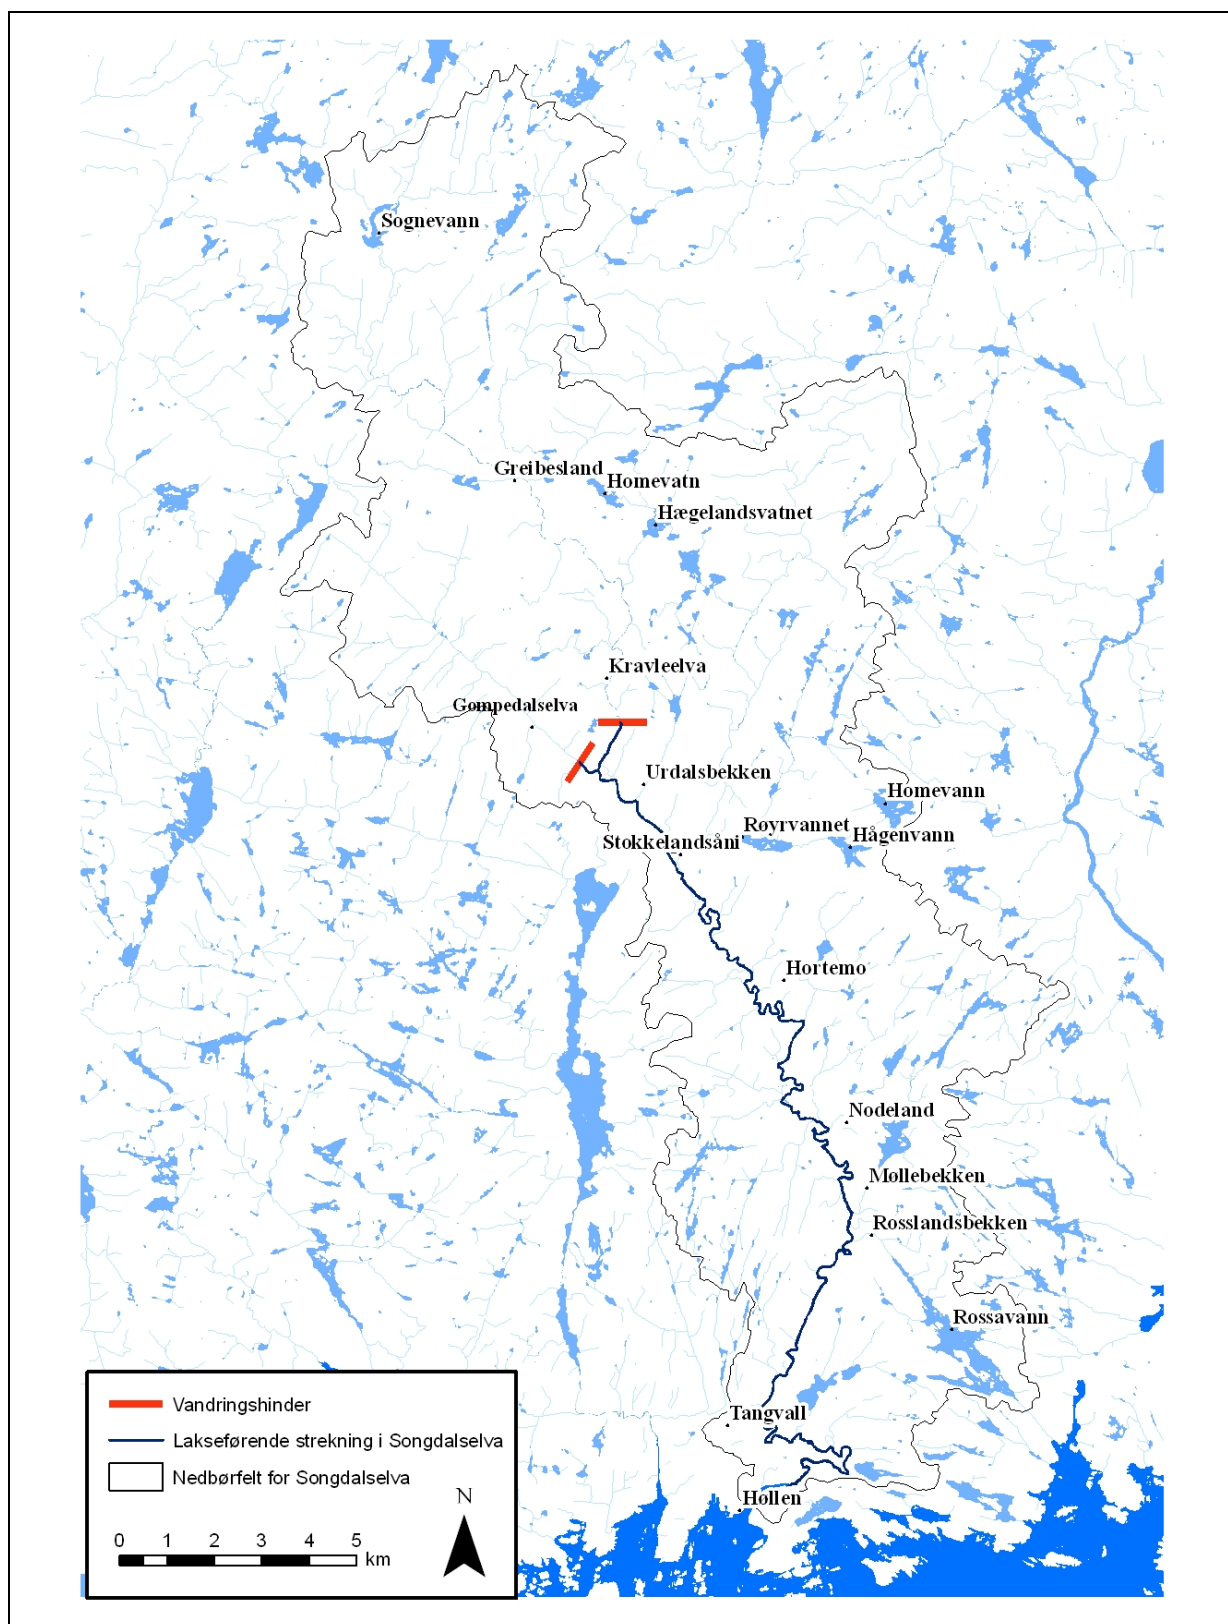 Sognevann
Greibesland
Homevatn
Hægelandsvatnet
Kravleelva
Gompedalselva
Urdalsbekken
Homevann
Røyrvannet
Hågenvann
Stokkelandsåni
Hortemo
Nodeland
Møllebekken
Rosslandsbekken
Rossavann
Tangvall
Høllen
Vandringshinder
Lakseførende strekning i Songdalselva
Nedbørfelt for Songdalselva
N
0 1 2 3 4 5
km